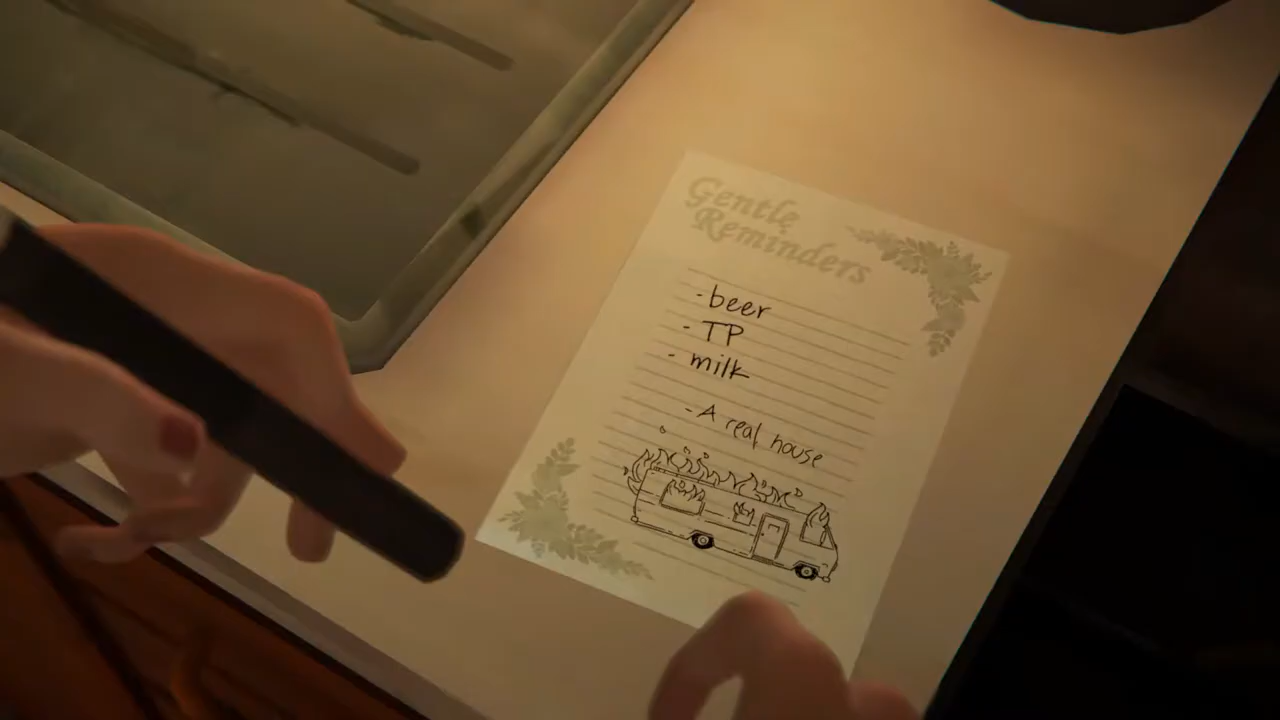 Gentle
Reminders
- beer
- TP
- milk
- A real house